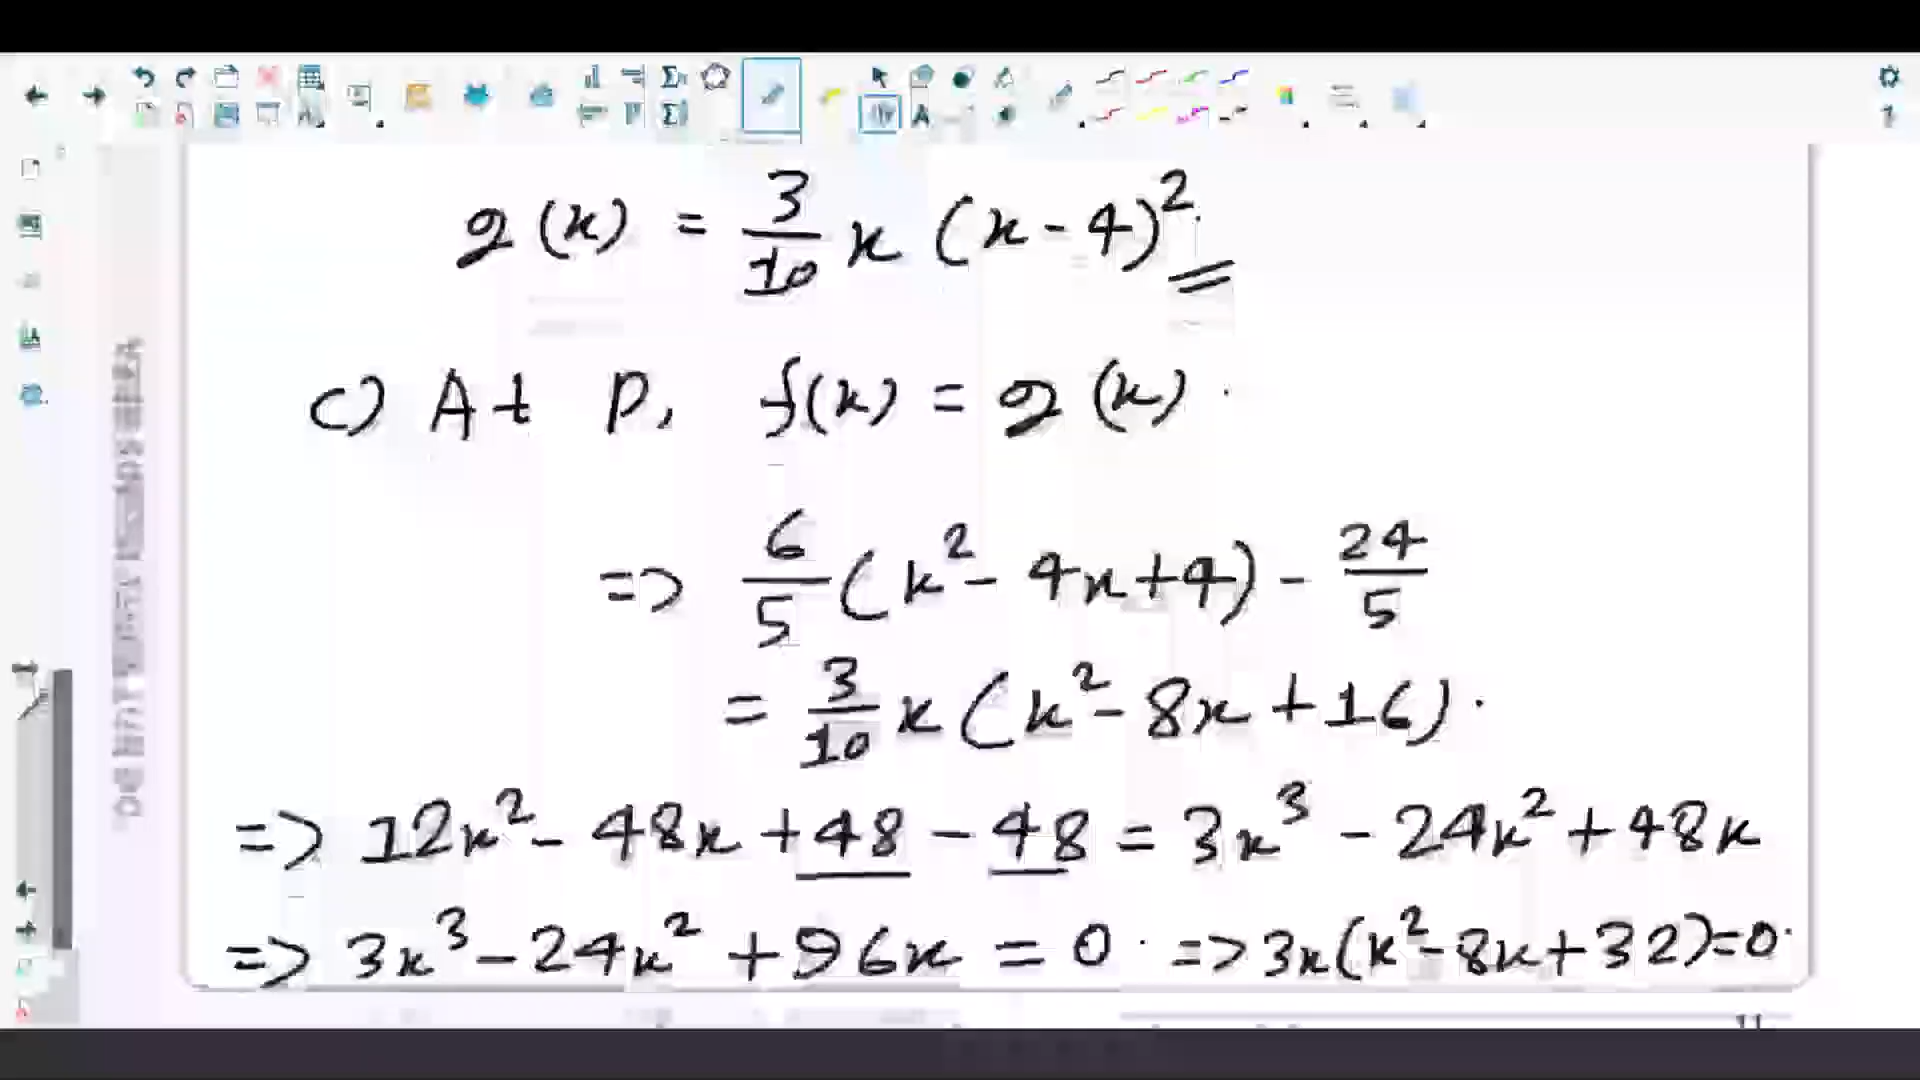 g(x) = 3/10 x (x-4)².
c) At P, f(x) = g(x).
=> 6/5 (x² - 4x+4) - 24/5
= 3/10 x (x² - 8x+16).
=> 12x² - 48x +48 - 48 = 3x³ - 24x² + 48x
=> 3x³ - 24x² + 96x = 0. => 3x(x² - 8x+32)=0.